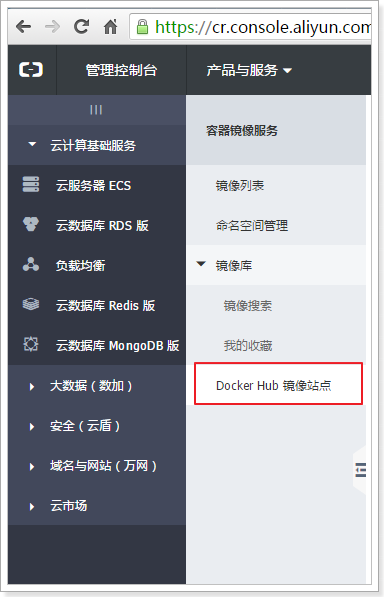 https://cr.console.aliyun.com
管理控制台
产品与服务
云计算基础服务
云服务器 ECS
云数据库 RDS 版
负载均衡
云数据库 Redis 版
云数据库 MongoDB 版
大数据（数加）
安全（云盾）
域名与网站（万网）
云市场
容器镜像服务
镜像列表
命名空间管理
镜像库
镜像搜索
我的收藏
Docker Hub 镜像站点